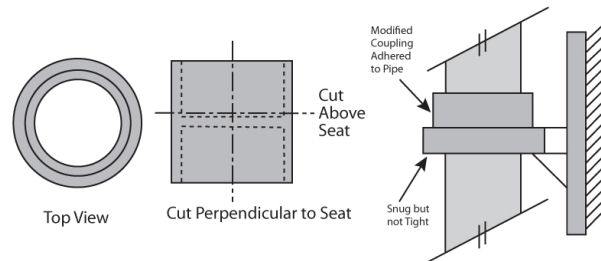 Modified
Coupling
Adhered
to Pipe
Cut
Above
Seat
Top View
Cut Perpendicular to Seat
Snug but
not Tight